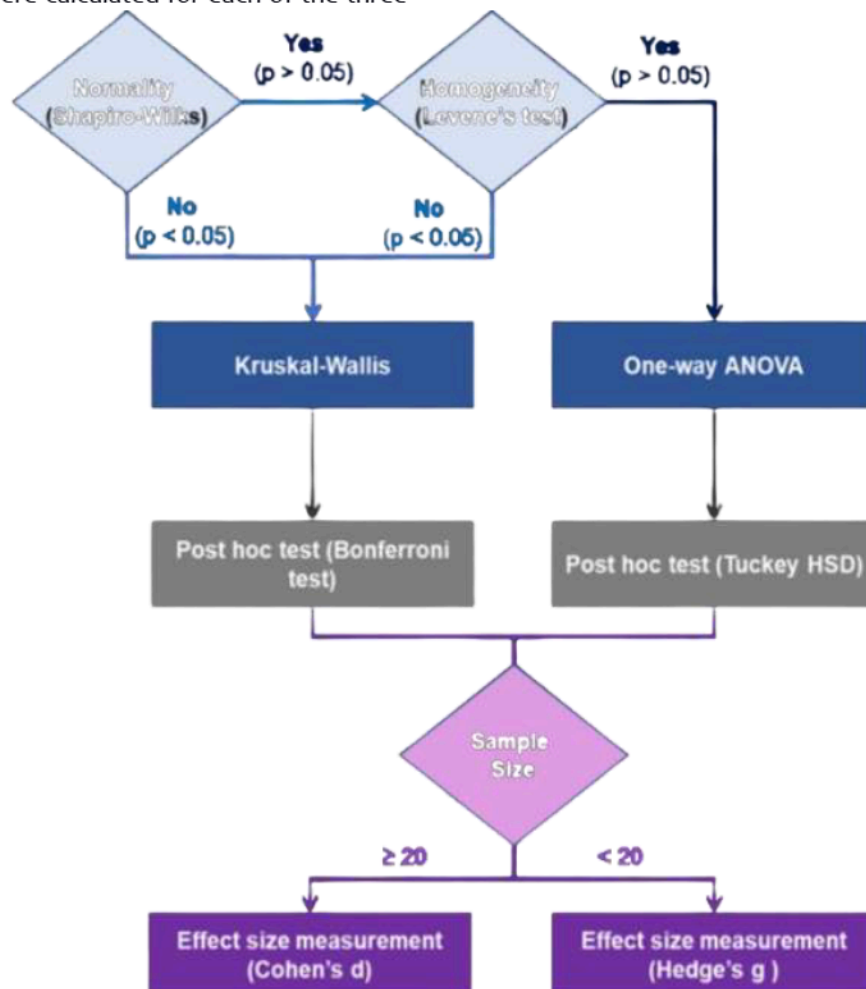 ere calculated for each of the three
Yes
(p > 0.05)
Yes
(p > 0.05)
Normality
(Shapiro-Wilks)
Homogeneity
(Levene's test)
No
(p < 0.05)
No
(p < 0.05)
Kruskal-Wallis
One-way ANOVA
Post hoc test (Bonferroni
test)
Post hoc test (Tuckey HSD)
Sample
Size
≥ 20
< 20
Effect size measurement
(Cohen's d)
Effect size measurement
(Hedge's g )